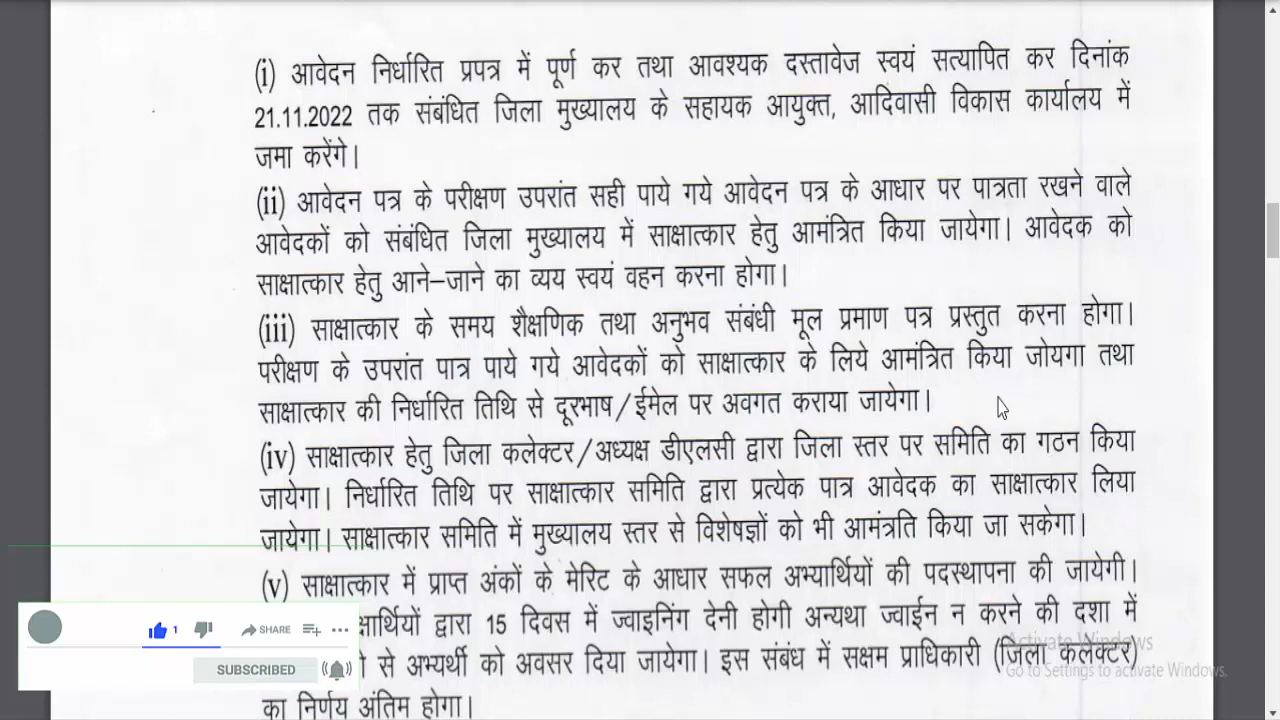 (i) आवेदन निर्धारित प्रपत्र में पूर्ण कर तथा आवश्यक दस्तावेज स्वयं सत्यापित कर दिनांक
21.11.2022 तक संबंधित जिला मुख्यालय के सहायक आयुक्त, आदिवासी विकास कार्यालय में
जमा करेंगे।
(ii) आवेदन पत्र के परीक्षण उपरांत सही पाये गये आवेदन पत्र के आधार पर पात्रता रखने वाले
आवेदकों को संबंधित जिला मुख्यालय में साक्षात्कार हेतु आमंत्रित किया जायेगा। आवेदक को
साक्षात्कार हेतु आने–जाने का व्यय स्वयं वहन करना होगा।
(iii) साक्षात्कार के समय शैक्षणिक तथा अनुभव संबंधी मूल प्रमाण पत्र प्रस्तुत करना होगा।
परीक्षण के उपरांत पात्र पाये गये आवेदकों को साक्षात्कार के लिये आमंत्रित किया जोयगा तथा
साक्षात्कार की निर्धारित तिथि से दूरभाष/ईमेल पर अवगत कराया जायेगा।
(iv) साक्षात्कार हेतु जिला कलेक्टर/अध्यक्ष डीएलसी द्वारा जिला स्तर पर समिति का गठन किया
जायेगा। निर्धारित तिथि पर साक्षात्कार समिति द्वारा प्रत्येक पात्र आवेदक का साक्षात्कार लिया
जायेगा। साक्षात्कार समिति में मुख्यालय स्तर से विशेषज्ञों को भी आमंत्रति किया जा सकेगा।
(v) साक्षात्कार में प्राप्त अंकों के मेरिट के आधार सफल अभ्यार्थियों की पदस्थापना की जायेगी।
क्षार्थियों द्वारा 15 दिवस में ज्वाइनिंग देनी होगी अन्यथा ज्वाईन न करने की दशा में
से अभ्यर्थी को अवसर दिया जायेगा। इस संबंध में सक्षम प्राधिकारी (जिला कलेक्टर)
का निर्णय अंतिम होगा।
1 SHARE
SUBSCRIBED
Activate Windows
Go to Settings to activate Windows.